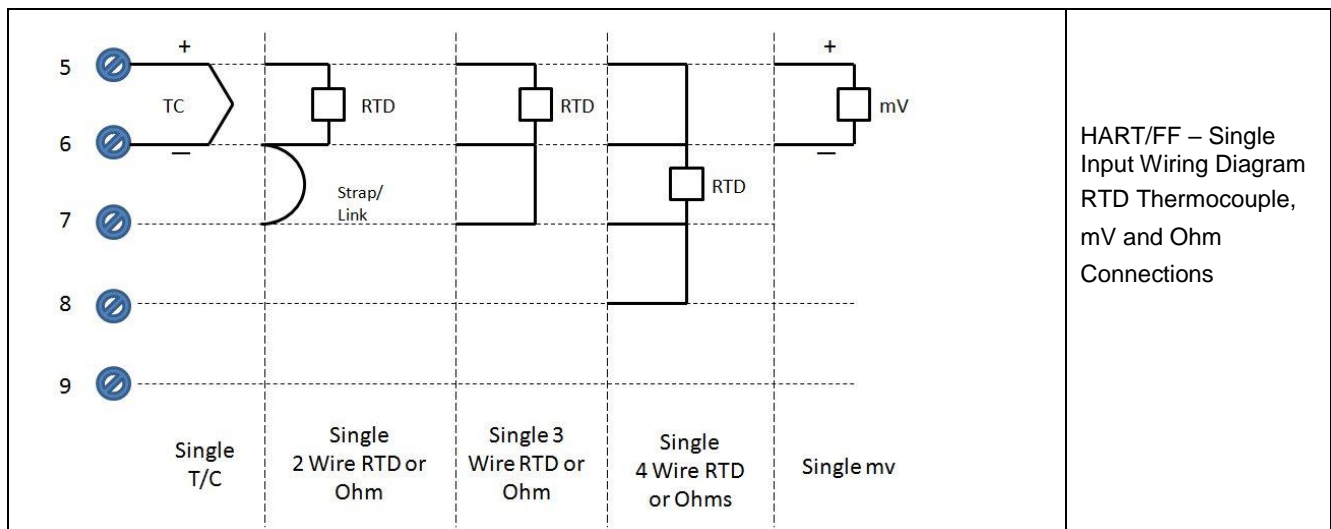 5
6
7
8
9
+
TC
—
RTD
Strap/
Link
RTD
RTD
+
mV
—
Single
T/C
Single
2 Wire RTD or
Ohm
Single 3
Wire RTD or
Ohm
Single
4 Wire RTD
or Ohms
Single mv
HART/FF – Single
Input Wiring Diagram
RTD Thermocouple,
mV and Ohm
Connections